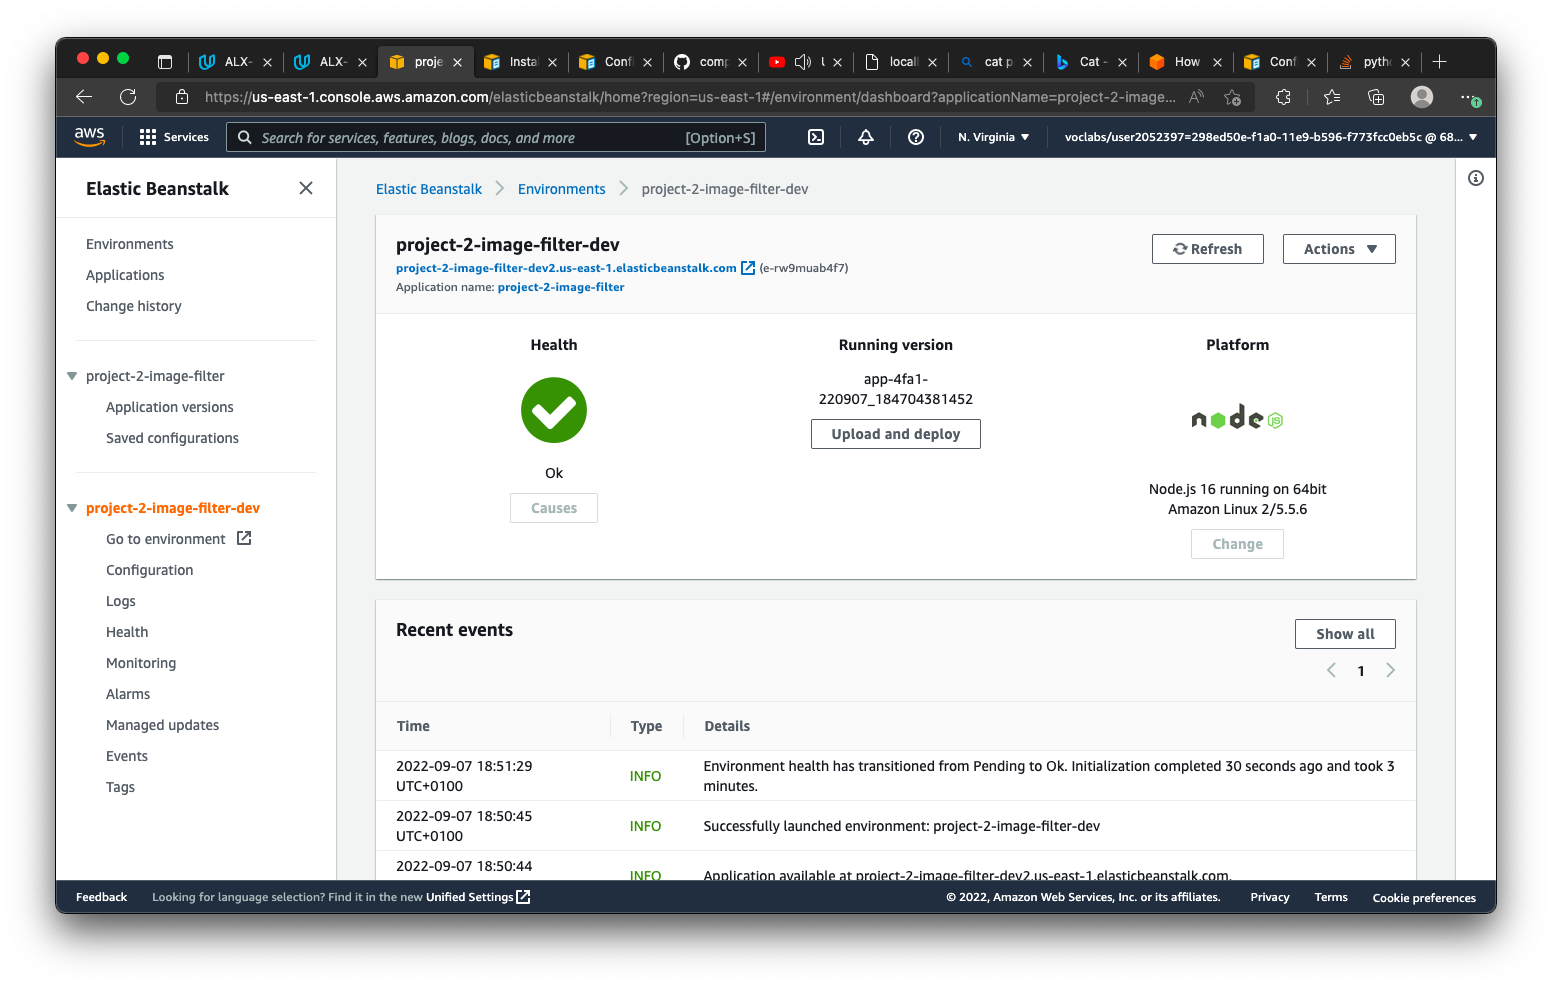 ALX-
ALX-
proje
Insta
Confi
comp
locall
cat p
Cat -
How
Conf
pyth
https://us-east-1.console.aws.amazon.com/elasticbeanstalk/home?region=us-east-1#/environment/dashboard?applicationName=project-2-image...
aws
Services
Search for services, features, blogs, docs, and more
[Option+S]
N. Virginia
voclabs/user2052397=298ed50e-f1a0-11e9-b596-f773fcc0eb5c @ 68...
Elastic Beanstalk
Environments
Applications
Change history
project-2-image-filter
Application versions
Saved configurations
project-2-image-filter-dev
Go to environment
Configuration
Logs
Health
Monitoring
Alarms
Managed updates
Events
Tags
Elastic Beanstalk
Environments
project-2-image-filter-dev
project-2-image-filter-dev
project-2-image-filter-dev2.us-east-1.elasticbeanstalk.com (e-rw9muab4f7)
Application name: project-2-image-filter
Refresh
Actions
Health
Ok
Causes
Running version
app-4fa1-
220907_184704381452
Upload and deploy
Platform
node
JS
Node.js 16 running on 64bit
Amazon Linux 2/5.5.6
Change
Recent events
Show all
1
Time
Type
Details
2022-09-07 18:51:29
UTC+0100
INFO
Environment health has transitioned from Pending to Ok. Initialization completed 30 seconds ago and took 3
minutes.
2022-09-07 18:50:45
UTC+0100
INFO
Successfully launched environment: project-2-image-filter-dev
2022-09-07 18:50:44
INFO
Application available at project-2-image-filter-dev2.us-east-1.elasticbeanstalk.com.
Feedback
Looking for language selection? Find it in the new Unified Settings
© 2022, Amazon Web Services, Inc. or its affiliates.
Privacy
Terms
Cookie preferences